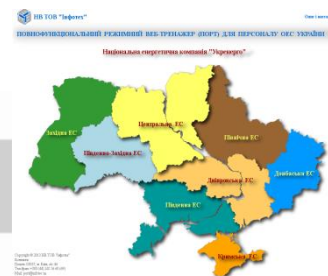 НВ ТОВ "Інфотех"
ПОВНОФУНКЦІОНАЛЬНИЙ РЕЖИМНИЙ ВЕБ-ТРЕНАЖЕР (ПОРТ) ДЛЯ ПЕРСОНАЛУ ОЕС УКРАЇНИ
Національна енергетична компанія "Укренерго"
Західна ЕС
Центральна ЕС
Північна ЕС
Південно-Західна ЕС
Дніпровська ЕС
Донбаська ЕС
Південна ЕС
Кримська ЕС